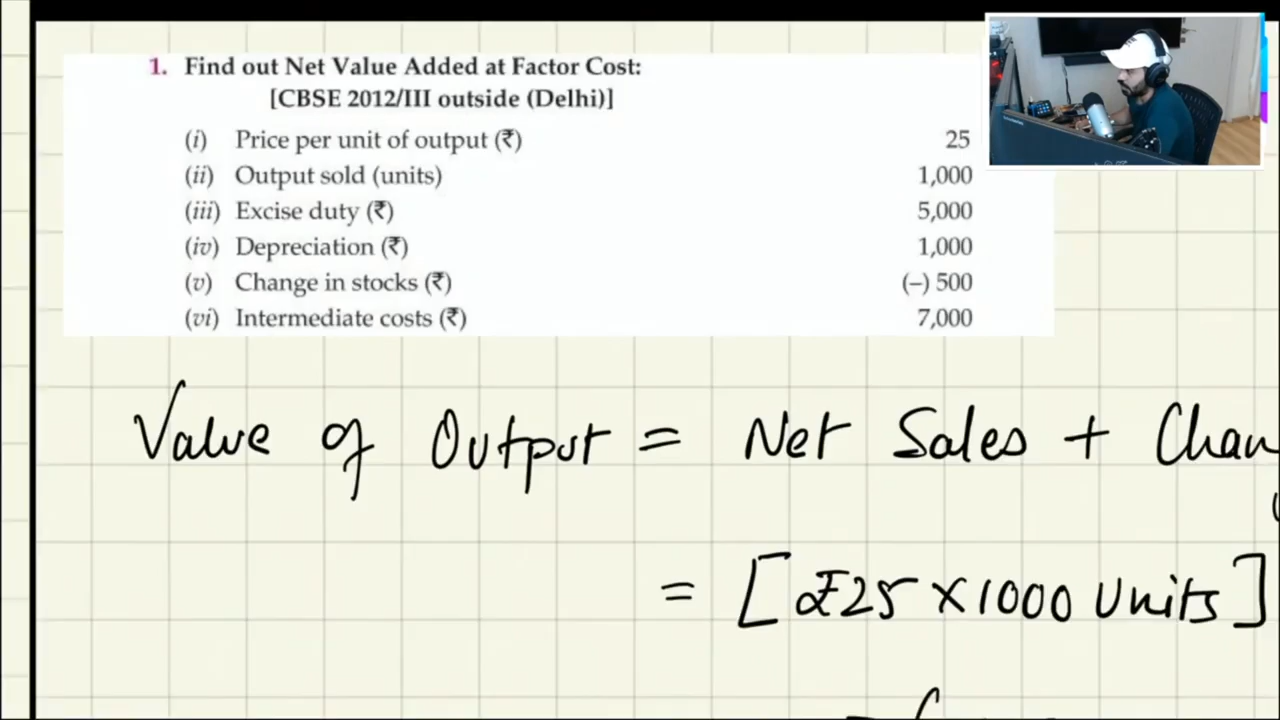 1. Find out Net Value Added at Factor Cost:
[CBSE 2012/III outside (Delhi)]
(i) Price per unit of output (₹) 25
(ii) Output sold (units) 1,000
(iii) Excise duty (₹) 5,000
(iv) Depreciation (₹) 1,000
(v) Change in stocks (₹) (–) 500
(vi) Intermediate costs (₹) 7,000
Value of Output = Net Sales + Chan
= [₹25 × 1000 Units]